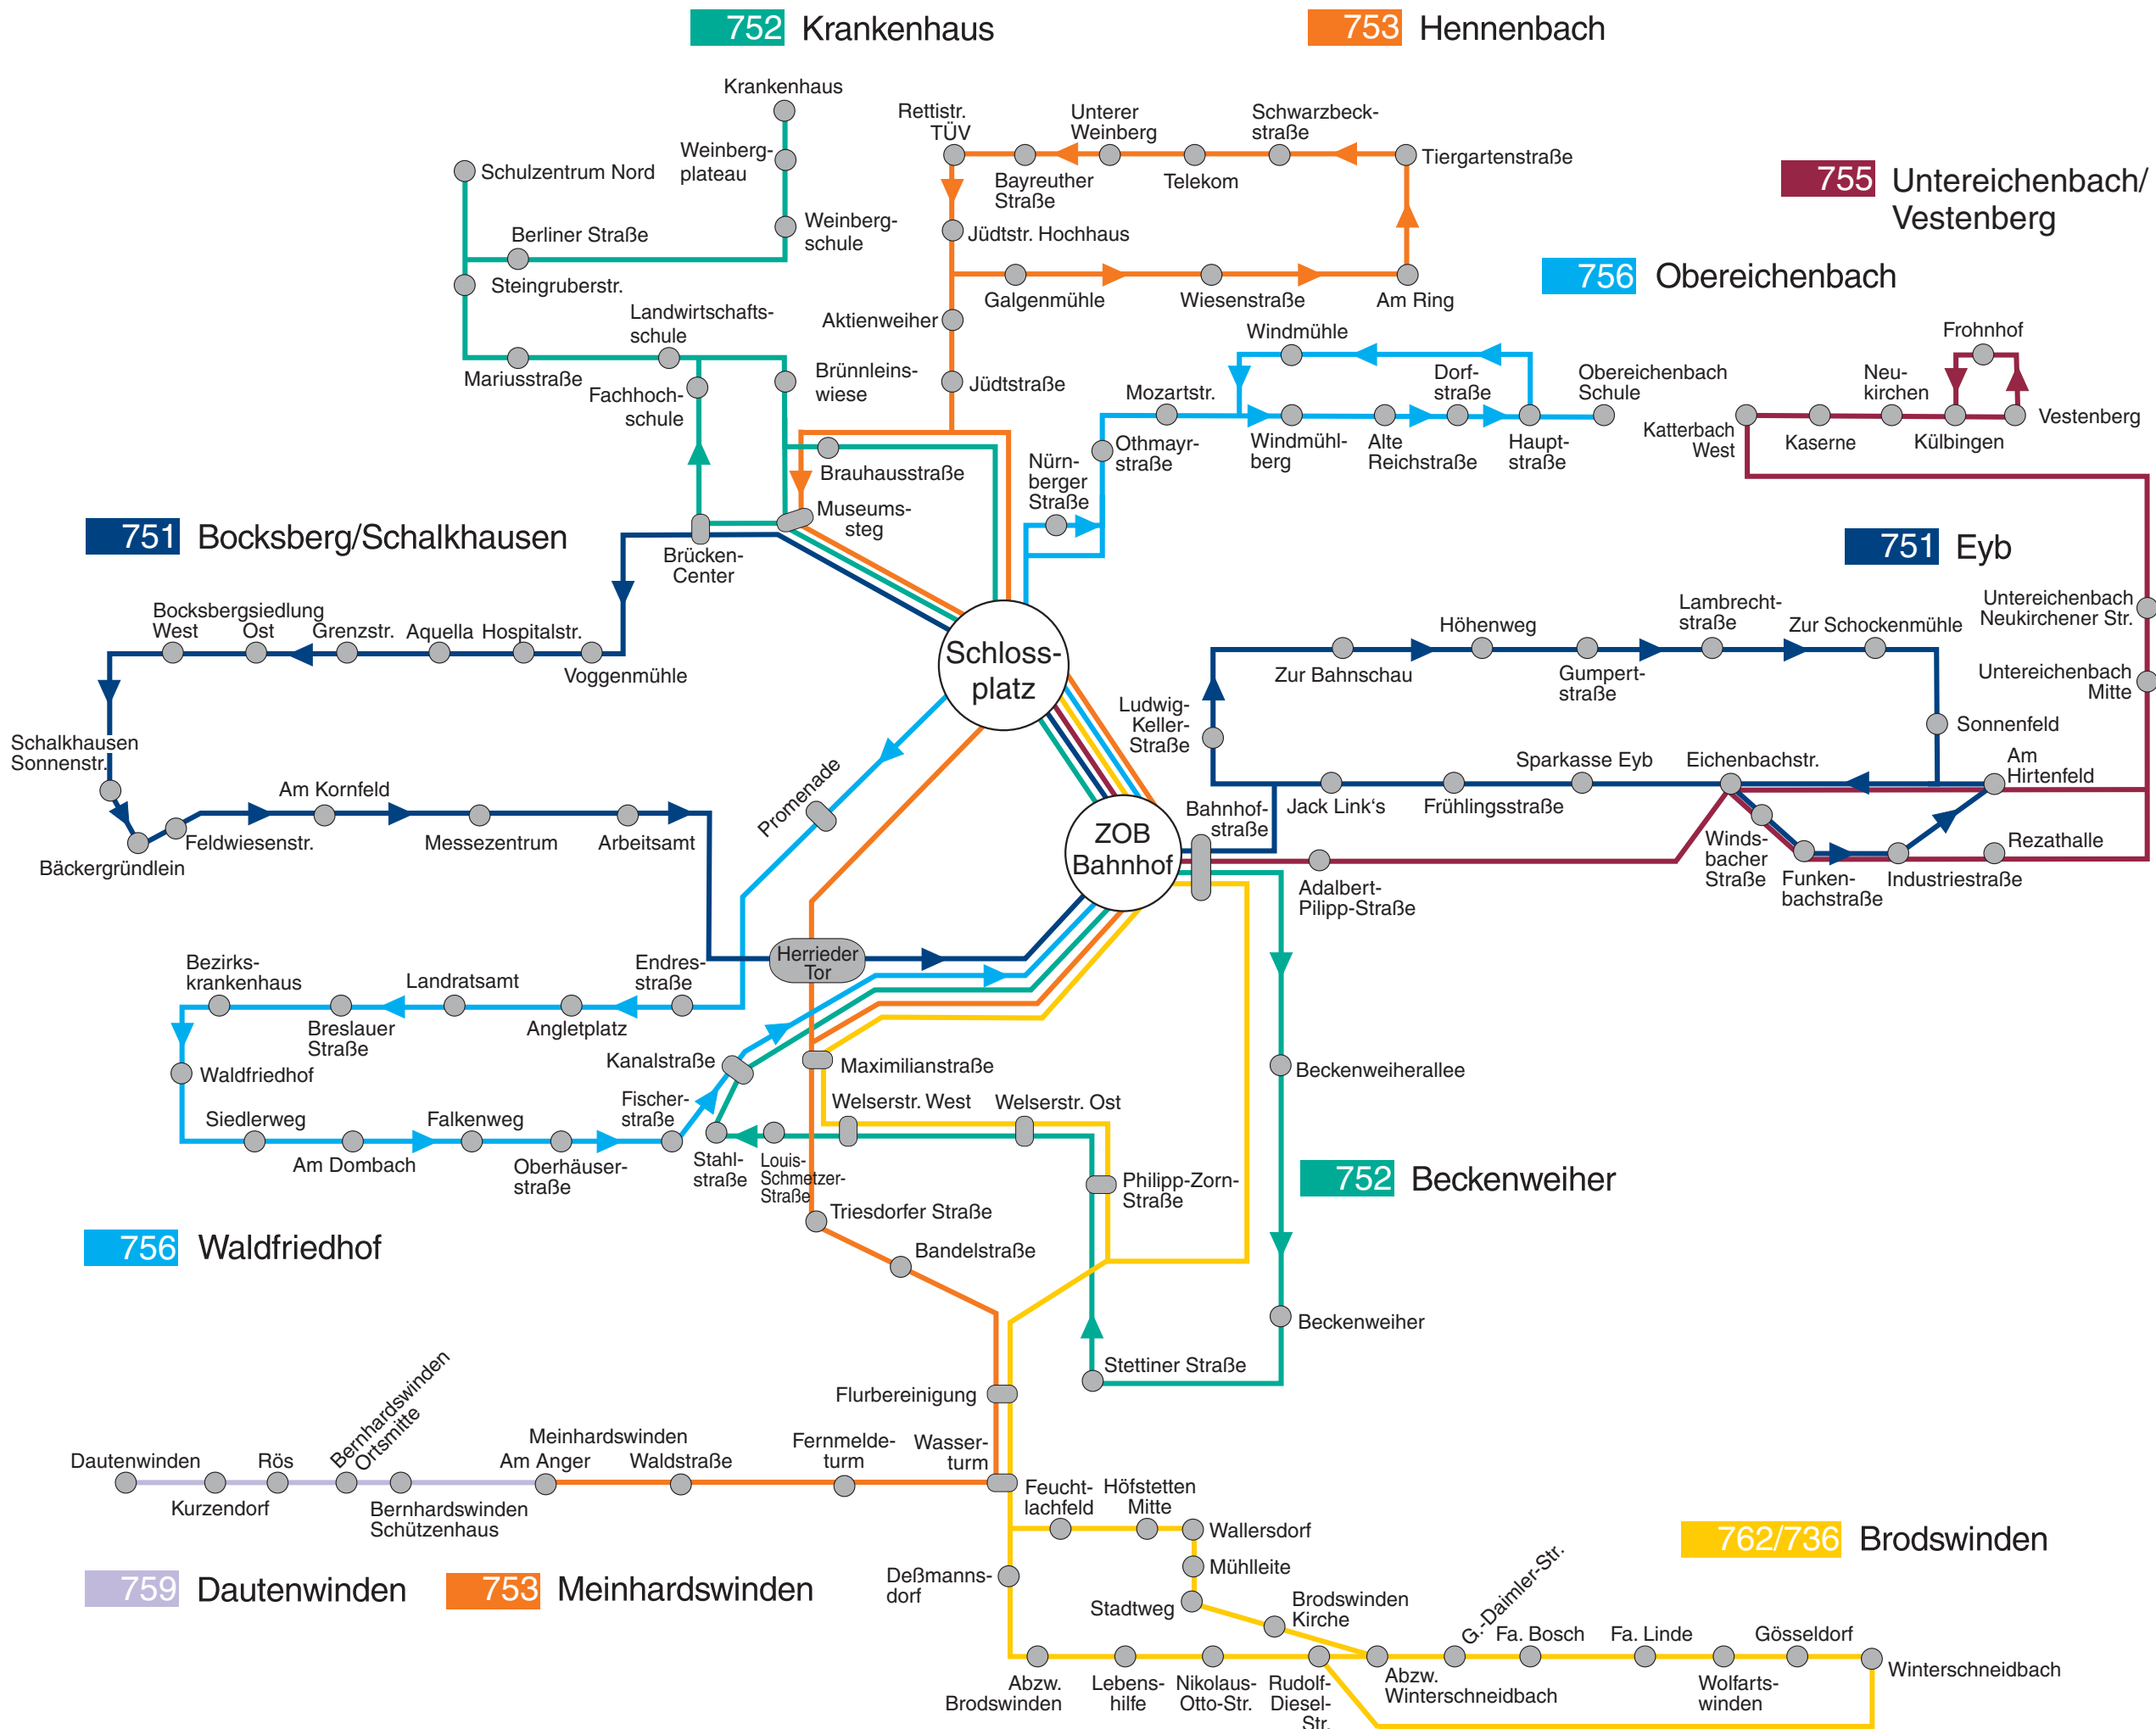 752 Krankenhaus
753 Hennenbach
Krankenhaus
Weinberg-
plateau
Weinberg-
schule
Schulzentrum Nord
Berliner Straße
Steingruberstr.
Landwirtschafts-
schule
Mariusstraße
Fachhoch-
schule
Brünnleins-
wiese
Brauhausstraße
Museums-
steg
Brücken-
Center
Rettistr.
TÜV
Unterer
Weinberg
Schwarzbeck-
straße
Tiergartenstraße
Bayreuther
Straße
Telekom
Jüdtstr. Hochhaus
Galgenmühle
Wiesenstraße
Am Ring
Aktienweiher
Jüdtstraße
755 Untereichenbach/
Vestenberg
756 Obereichenbach
Windmühle
Mozartstr.
Dorf-
straße
Obereichenbach
Schule
Othmayr-
straße
Windmühl-
berg
Alte
Reichstraße
Haupt-
straße
Nürn-
berger
Straße
Frohnhof
Neu-
kirchen
Katterbach
West
Kaserne
Külbingen
Vestenberg
751 Bocksberg/Schalkhausen
Bocksbergsiedlung
West
Ost
Grenzstr.
Aquella
Hospitalstr.
Voggenmühle
Schalkhausen
Sonnenstr.
Bäckergründlein
Feldwiesenstr.
Am Kornfeld
Messezentrum
Arbeitsamt
Schloss-
platz
ZOB
Bahnhof
751 Eyb
Untereichenbach
Neukirchener Str.
Untereichenbach
Mitte
Lambrecht-
straße
Höhenweg
Zur Schockenmühle
Zur Bahnschau
Gumpert-
straße
Ludwig-
Keller-
Straße
Sonnenfeld
Am
Hirtenfeld
Sparkasse Eyb
Eichenbachstr.
Jack Link‘s
Frühlingsstraße
Bahnhof-
straße
Adalbert-
Pilipp-Straße
Winds-
bacher
Straße
Funken-
bachstraße
Industriestraße
Rezathalle
Promenade
Herrieder
Tor
Bezirks-
krankenhaus
Landratsamt
Endres-
straße
Breslauer
Straße
Angletplatz
Waldfriedhof
Siedlerweg
Am Dombach
Falkenweg
Oberhäuser-
straße
Fischer-
straße
Kanalstraße
Stahl-
straße
Louis-
Schmetzer-
Straße
Maximilianstraße
Welserstr. West
Welserstr. Ost
Philipp-Zorn-
Straße
Beckenweiherallee
752 Beckenweiher
Triesdorfer Straße
Bandelstraße
Beckenweiher
Stettiner Straße
756 Waldfriedhof
Flurbereinigung
Wasser-
turm
Fernmelde-
turm
Meinhardswinden
Am Anger
Waldstraße
Dautenwinden
Kurzendorf
Rös
Bernhardswinden
Ortsmitte
Bernhardswinden
Schützenhaus
759 Dautenwinden
753 Meinhardswinden
Feucht-
lachfeld
Höfstetten
Mitte
Wallersdorf
Mühlleite
Stadtweg
Brodswinden
Kirche
Deßmanns-
dorf
762/736 Brodswinden
G.-Daimler-Str.
Fa. Bosch
Fa. Linde
Gösseldorf
Winterschneidbach
Abzw.
Brodswinden
Lebens-
hilfe
Nikolaus-
Otto-Str.
Rudolf-
Diesel-
Str.
Abzw.
Winterschneidbach
Wolfarts-
winden